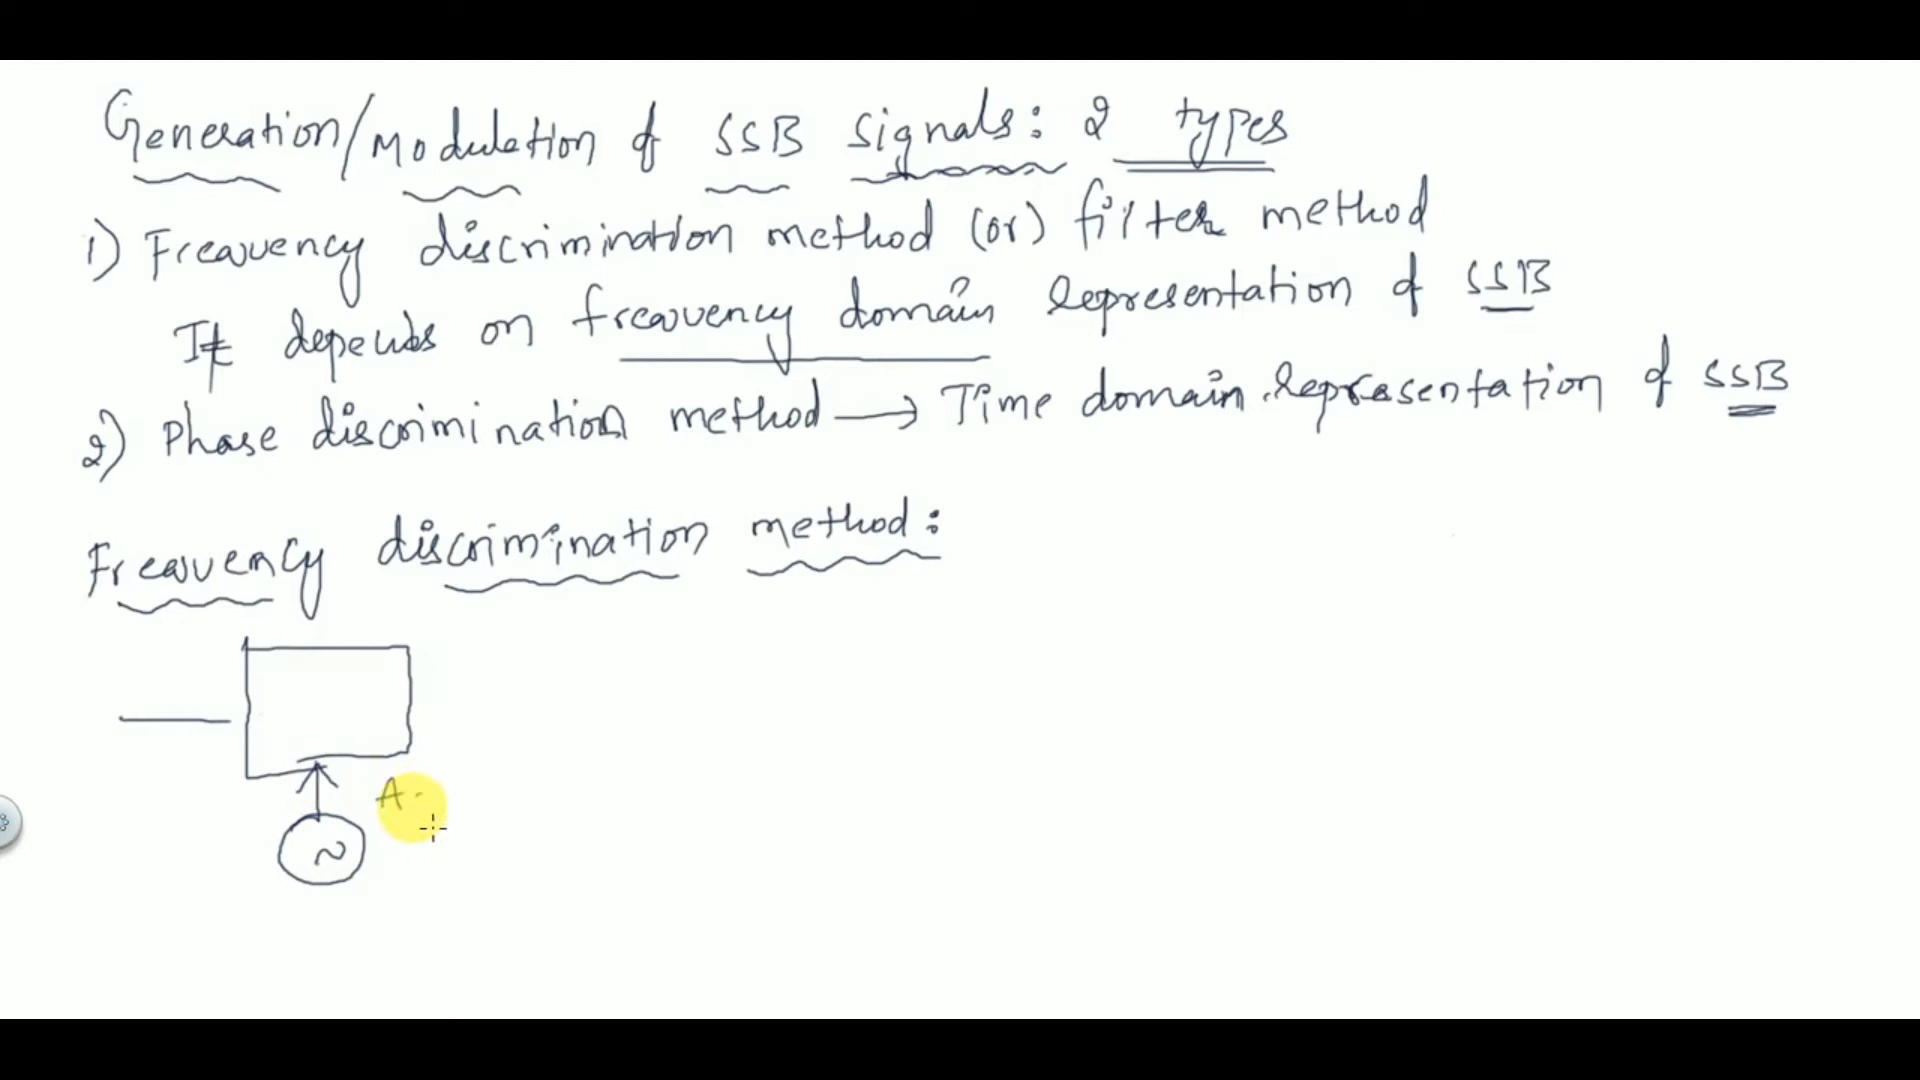 Generation/Modulation of SSB signals: 2 types
1) Frequency discrimination method (or) filter method
It depends on frequency domain representation of SSB
2) Phase discrimination method → Time domain representation of SSB
Frequency discrimination method:
A
~